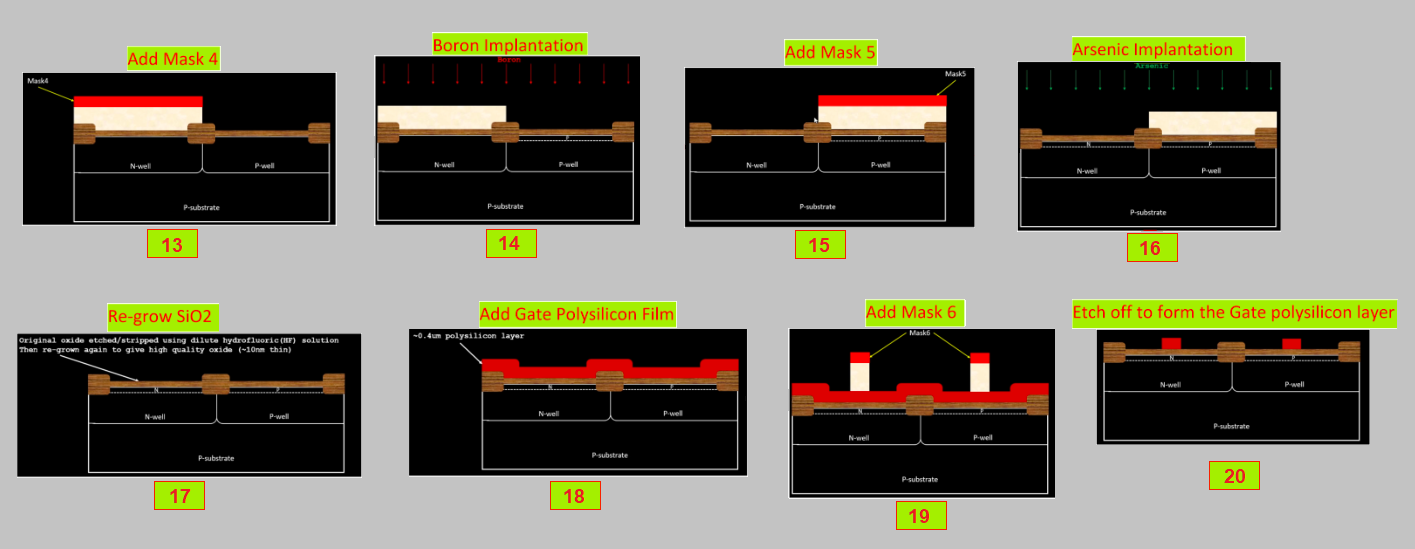 Add Mask 4
Mask4
N-well
P-well
P-substrate
13
Boron Implantation
Boron
P
N-well
P-well
P-substrate
14
Add Mask 5
Mask5
P
N-well
P-well
P-substrate
15
Arsenic Implantation
Arsenic
N
P
N-well
P-well
P-substrate
16
Re-grow SiO2
Original oxide etched/stripped using dilute hydrofluoric(HF) solution
Then re-grown again to give high quality oxide (~10nm thin)
N
P
N-well
P-well
P-substrate
17
Add Gate Polysilicon Film
~0.4um polysilicon layer
N
P
N-well
P-well
P-substrate
18
Add Mask 6
Mask6
N
P
N-well
P-well
P-substrate
19
Etch off to form the Gate polysilicon layer
N
P
N-well
P-well
P-substrate
20